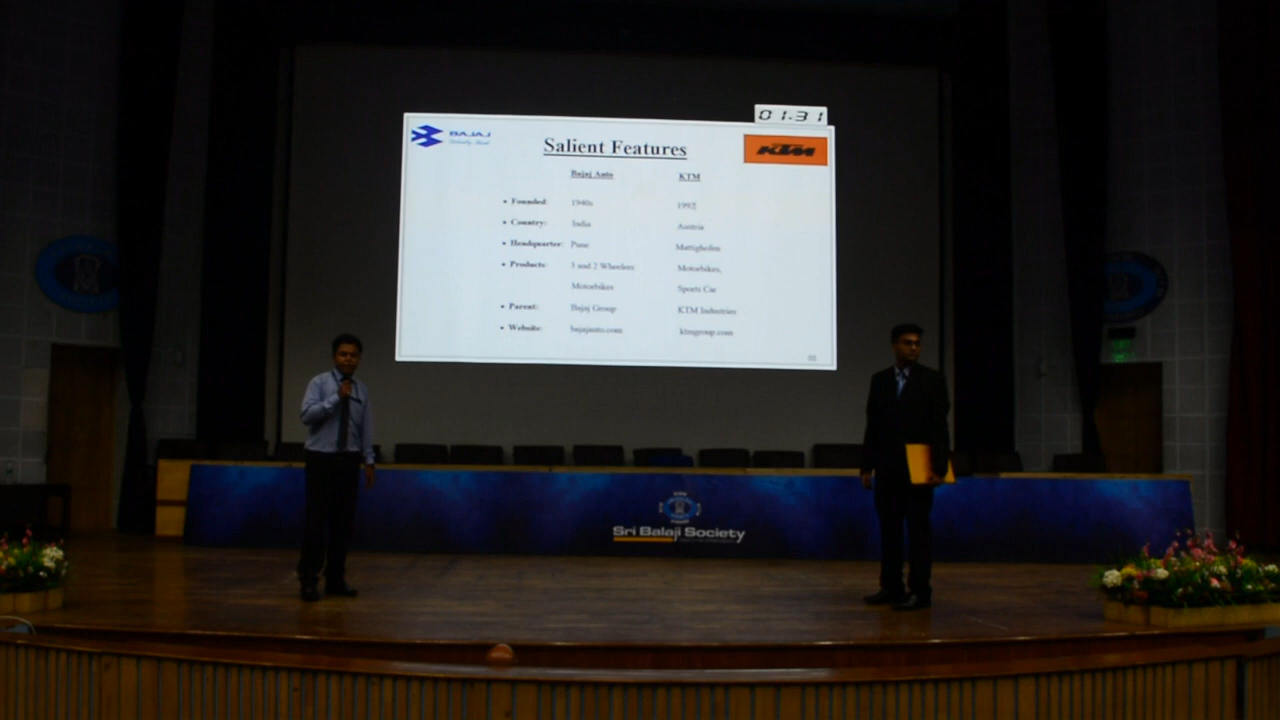 01.31
BAJAJ
KTM
Salient Features
Bajaj Auto KTM
• Founded: 1940s 1992
• Country: India Austria
• Headquarter: Pune Mattighofen
• Products: 3 and 2 Wheelers Motorbikes,
Motorbikes Sports Car
• Parent: Bajaj Group KTM Industries
• Website: bajajauto.com ktmgroup.com
Sri Balaji Society